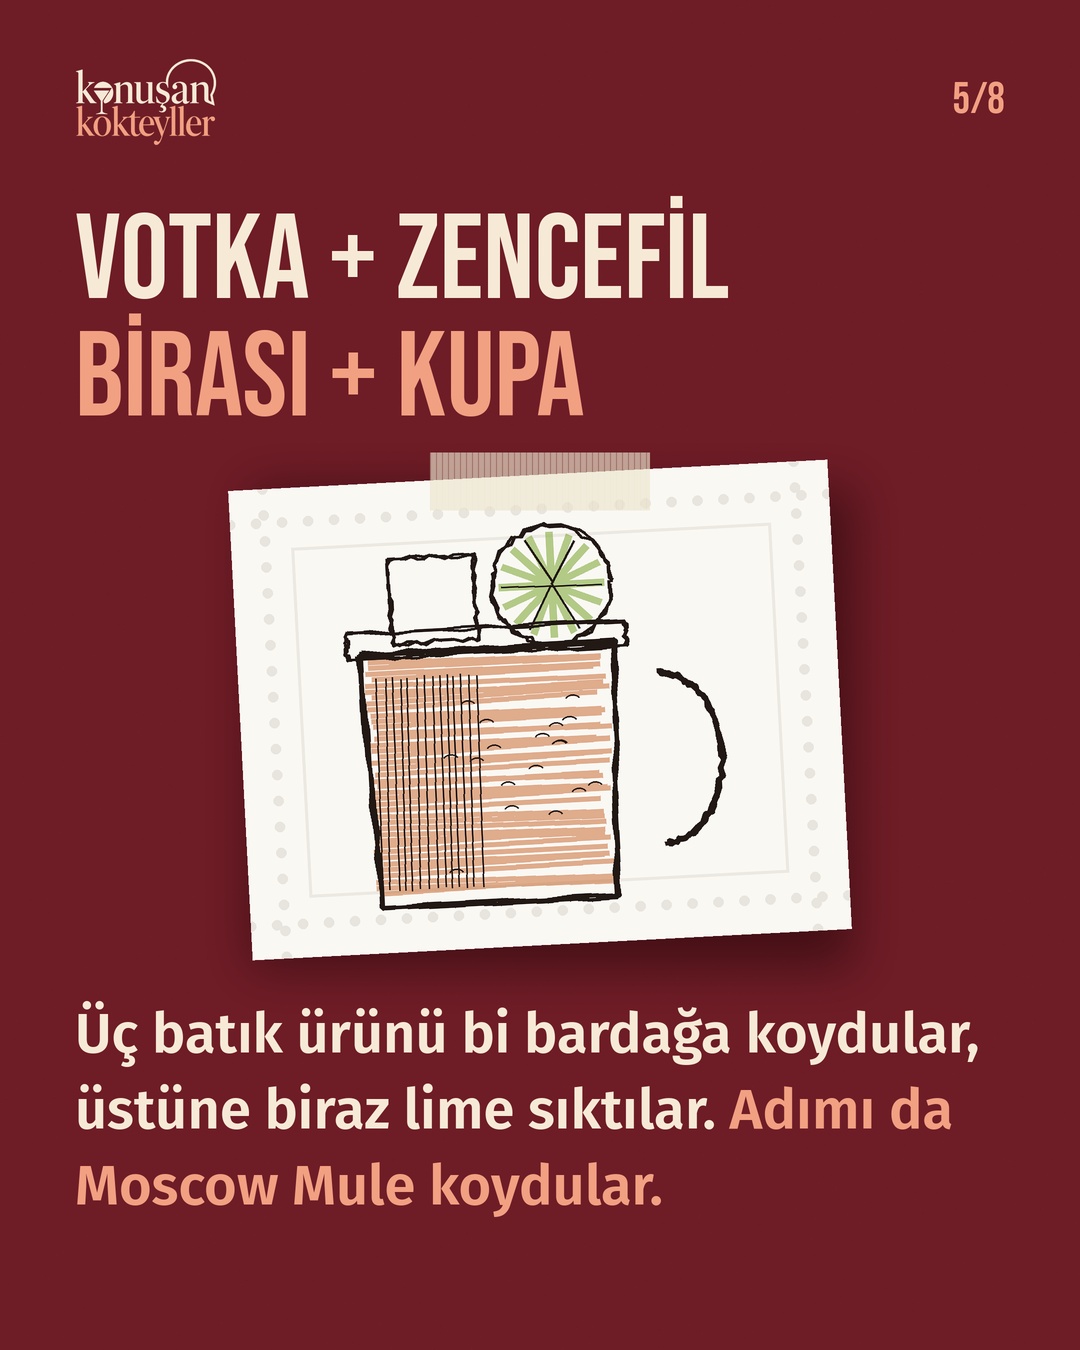 konuşan
kokteyller
5/8
VOTKA + ZENCEFİL
BİRASI + KUPA
Üç batık ürünü bi bardağa koydular,
üstüne biraz lime sıktılar. Adımı da
Moscow Mule koydular.